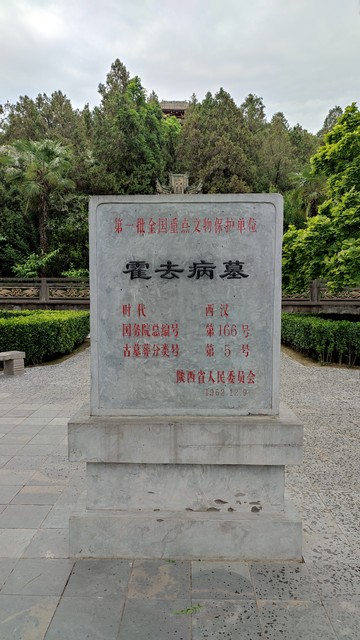 第一批全国重点文物保护单位
霍去病墓
时代 西汉
国务院总编号 第166号
古墓葬分类号 第5号
陕西省人民委员会